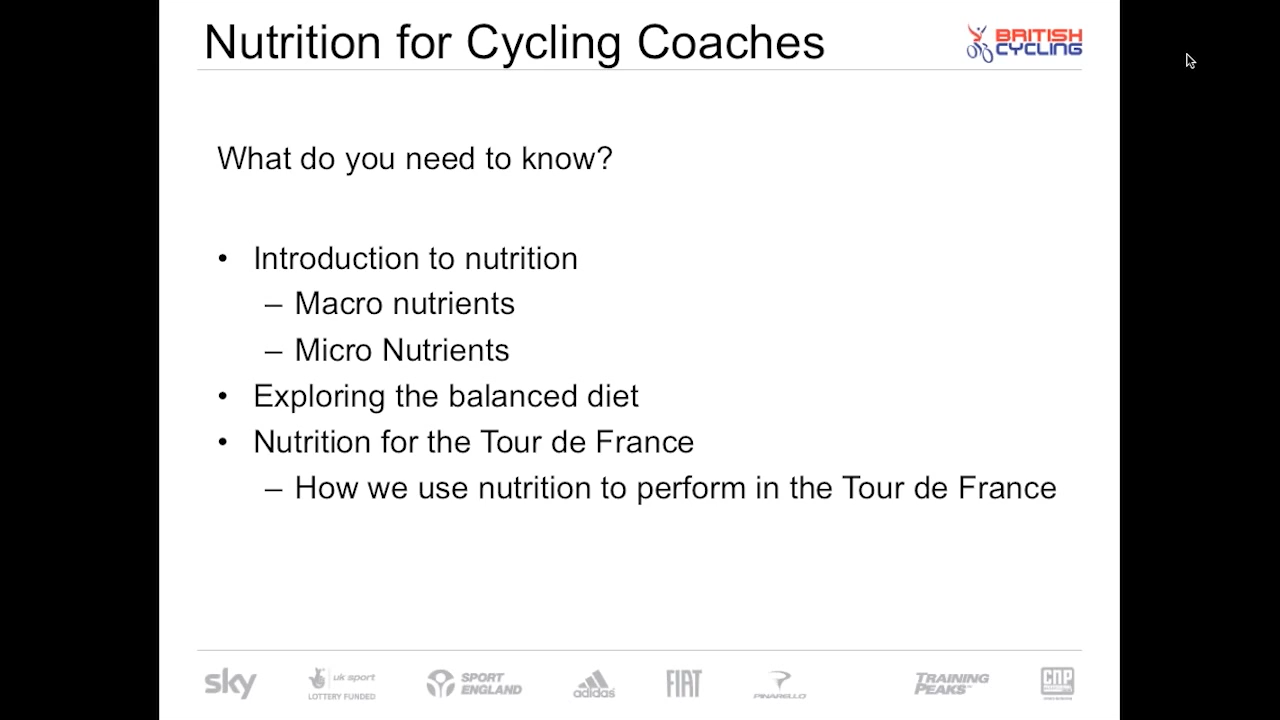 Nutrition for Cycling Coaches
BRITISH
CYCLING
What do you need to know?
• Introduction to nutrition
– Macro nutrients
– Micro Nutrients
• Exploring the balanced diet
• Nutrition for the Tour de France
– How we use nutrition to perform in the Tour de France
sky
uk sport
LOTTERY FUNDED
SPORT
ENGLAND
adidas
FIAT
PINARELLO
TRAINING
PEAKS™
CNP